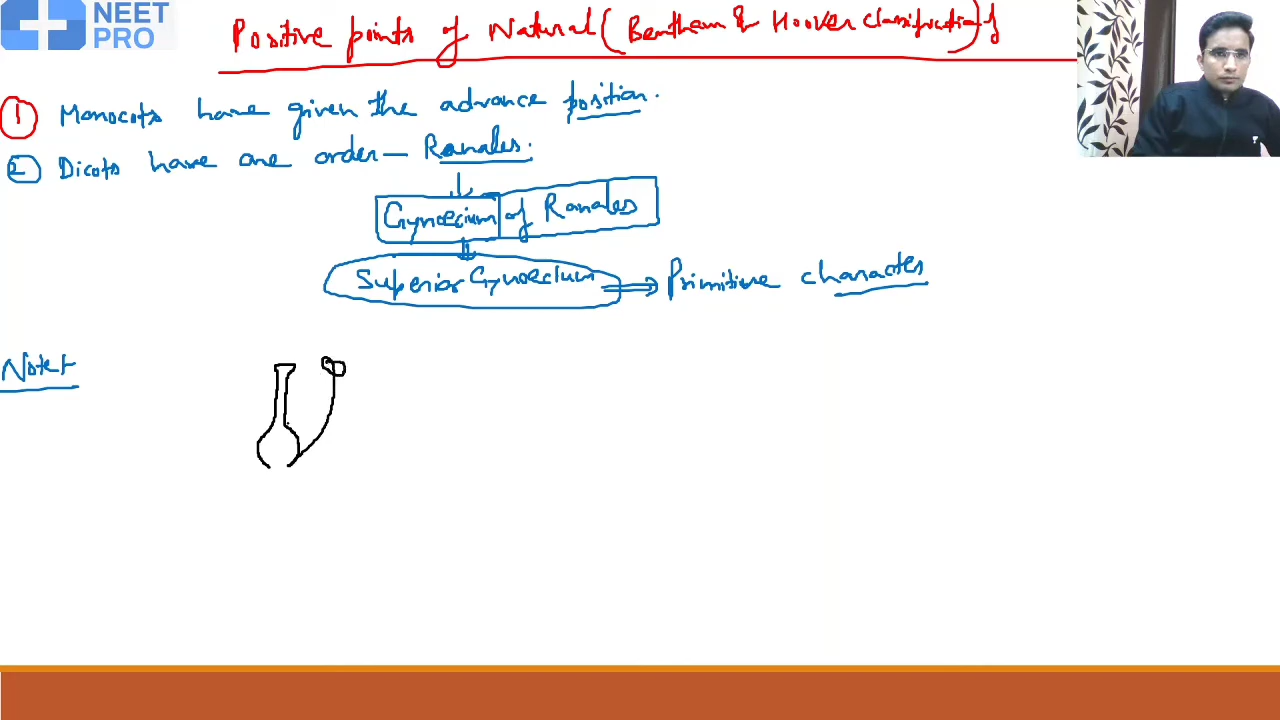 NEET
PRO
Positive points of Natural (Bentham & Hoover classification)
① Monocots have given the advance position.
② Dicots have one order — Ranales.
Gynoecium of Ranales
Superior Gynoecium ⇒ Primitive character
Note